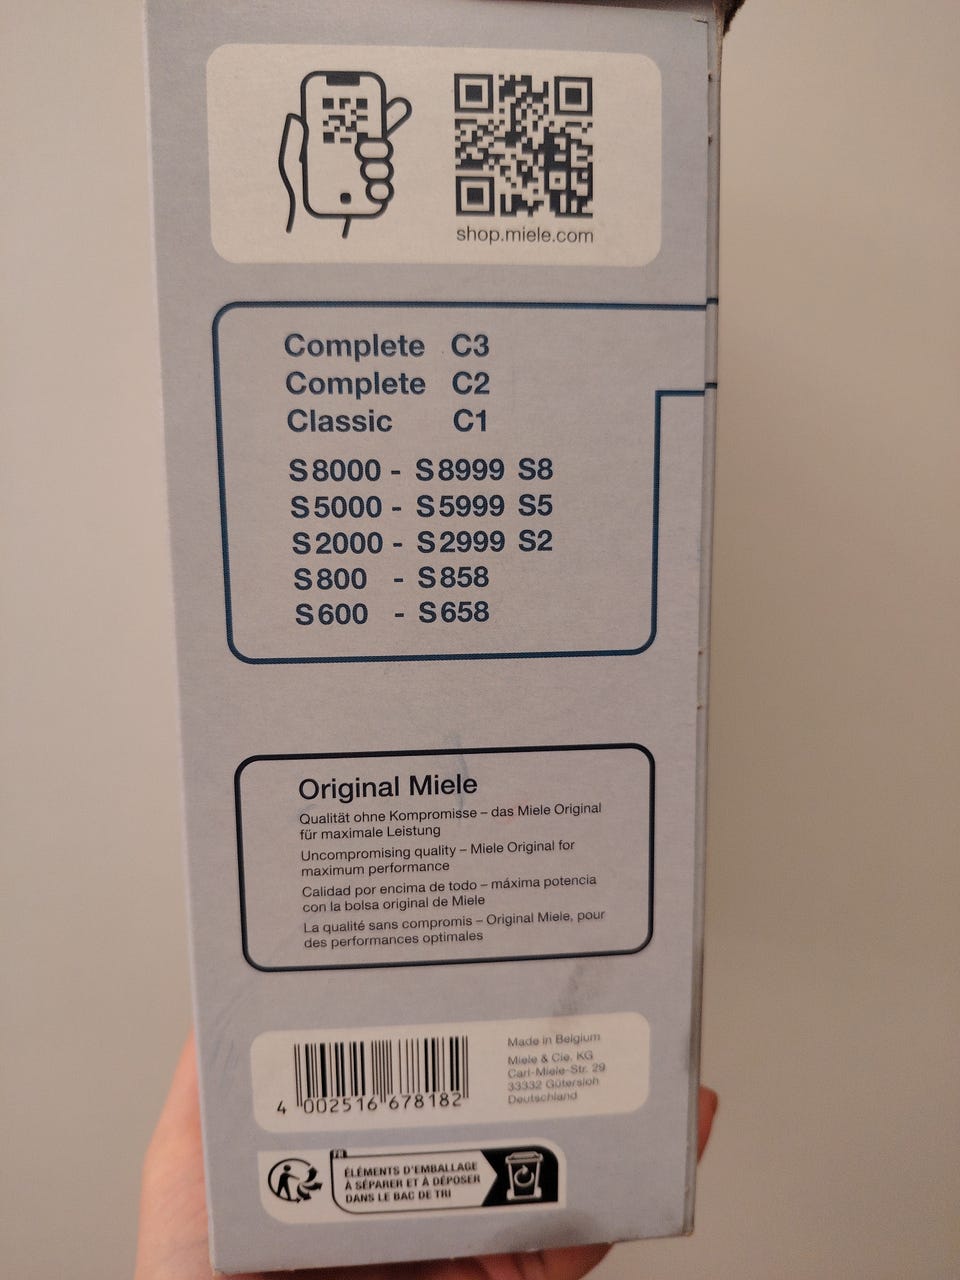 shop.miele.com
Complete C3
Complete C2
Classic C1
S8000 - S8999 S8
S5000 - S5999 S5
S2000 - S2999 S2
S800 - S858
S600 - S658
Original Miele
Qualität ohne Kompromisse – das Miele Original
für maximale Leistung
Uncompromising quality – Miele Original for
maximum performance
Calidad por encima de todo – máxima potencia
con la bolsa original de Miele
La qualité sans compromis – Original Miele, pour
des performances optimales
Made in Belgium
Miele & Cie. KG
Carl-Miele-Str. 29
33332 Gütersloh
Deutschland
4 002516 678182
FR
ÉLÉMENTS D'EMBALLAGE
À SÉPARER ET À DÉPOSER
DANS LE BAC DE TRI